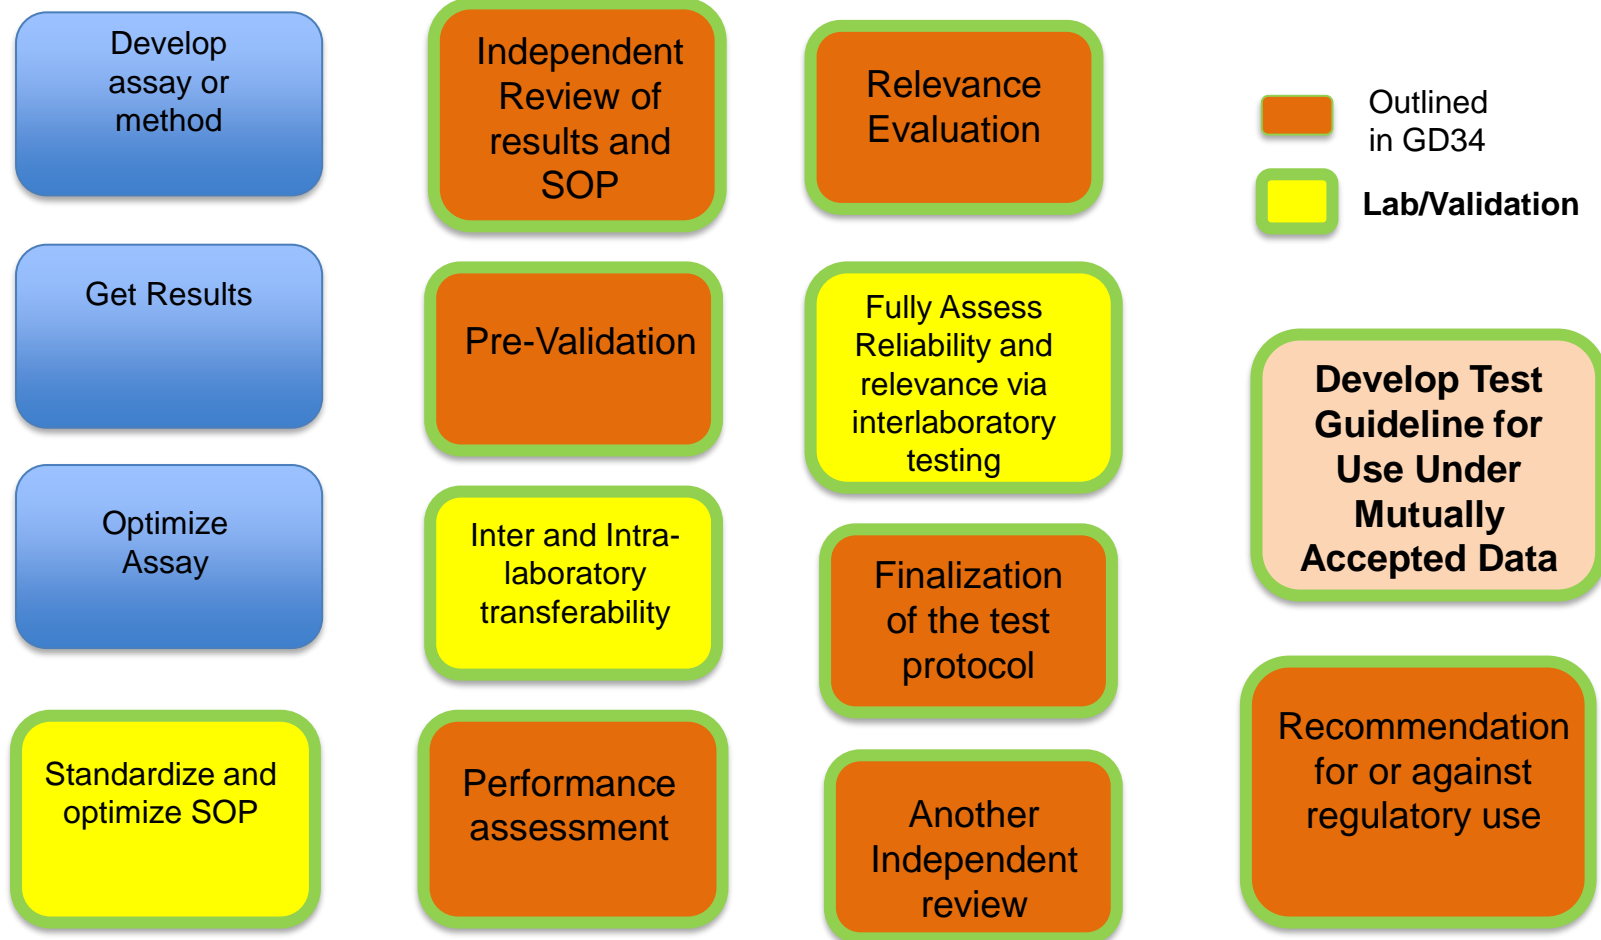 Develop
assay or
method
Get Results
Optimize
Assay
Standardize and
optimize SOP
Independent
Review of
results and
SOP
Pre-Validation
Inter and Intra-
laboratory
transferability
Performance
assessment
Relevance
Evaluation
Fully Assess
Reliability and
relevance via
interlaboratory
testing
Finalization
of the test
protocol
Another
Independent
review
Outlined
in GD34
Lab/Validation
Develop Test
Guideline for
Use Under
Mutually
Accepted Data
Recommendation
for or against
regulatory use